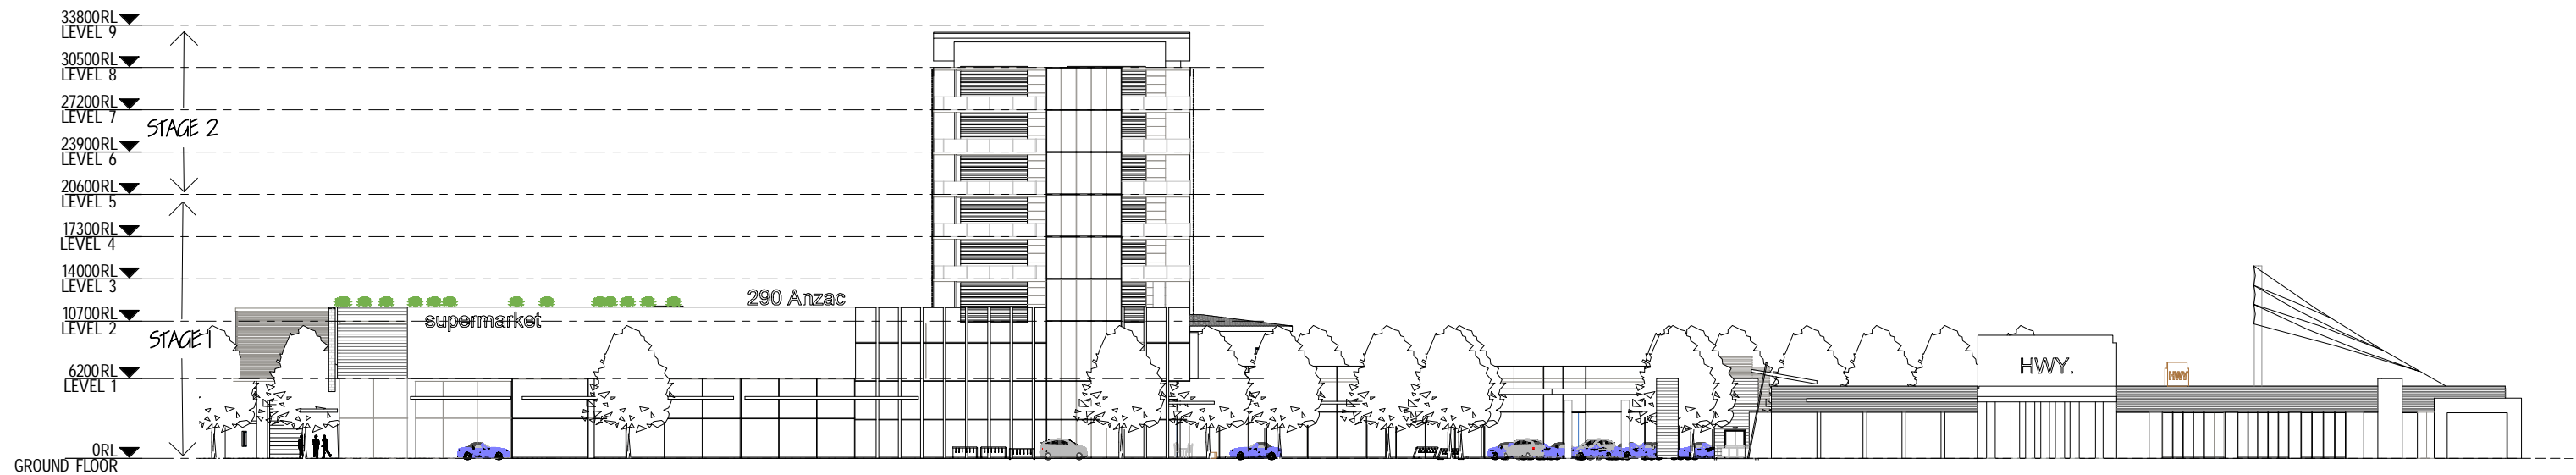 33800RL
LEVEL 9
30500RL
LEVEL 8
27200RL
LEVEL 7
STAGE 2
23900RL
LEVEL 6
20600RL
LEVEL 5
17300RL
LEVEL 4
14000RL
LEVEL 3
290 Anzac
10700RL
LEVEL 2
supermarket
STAGE 1
6200RL
LEVEL 1
HWY.
HWY
0RL
GROUND FLOOR